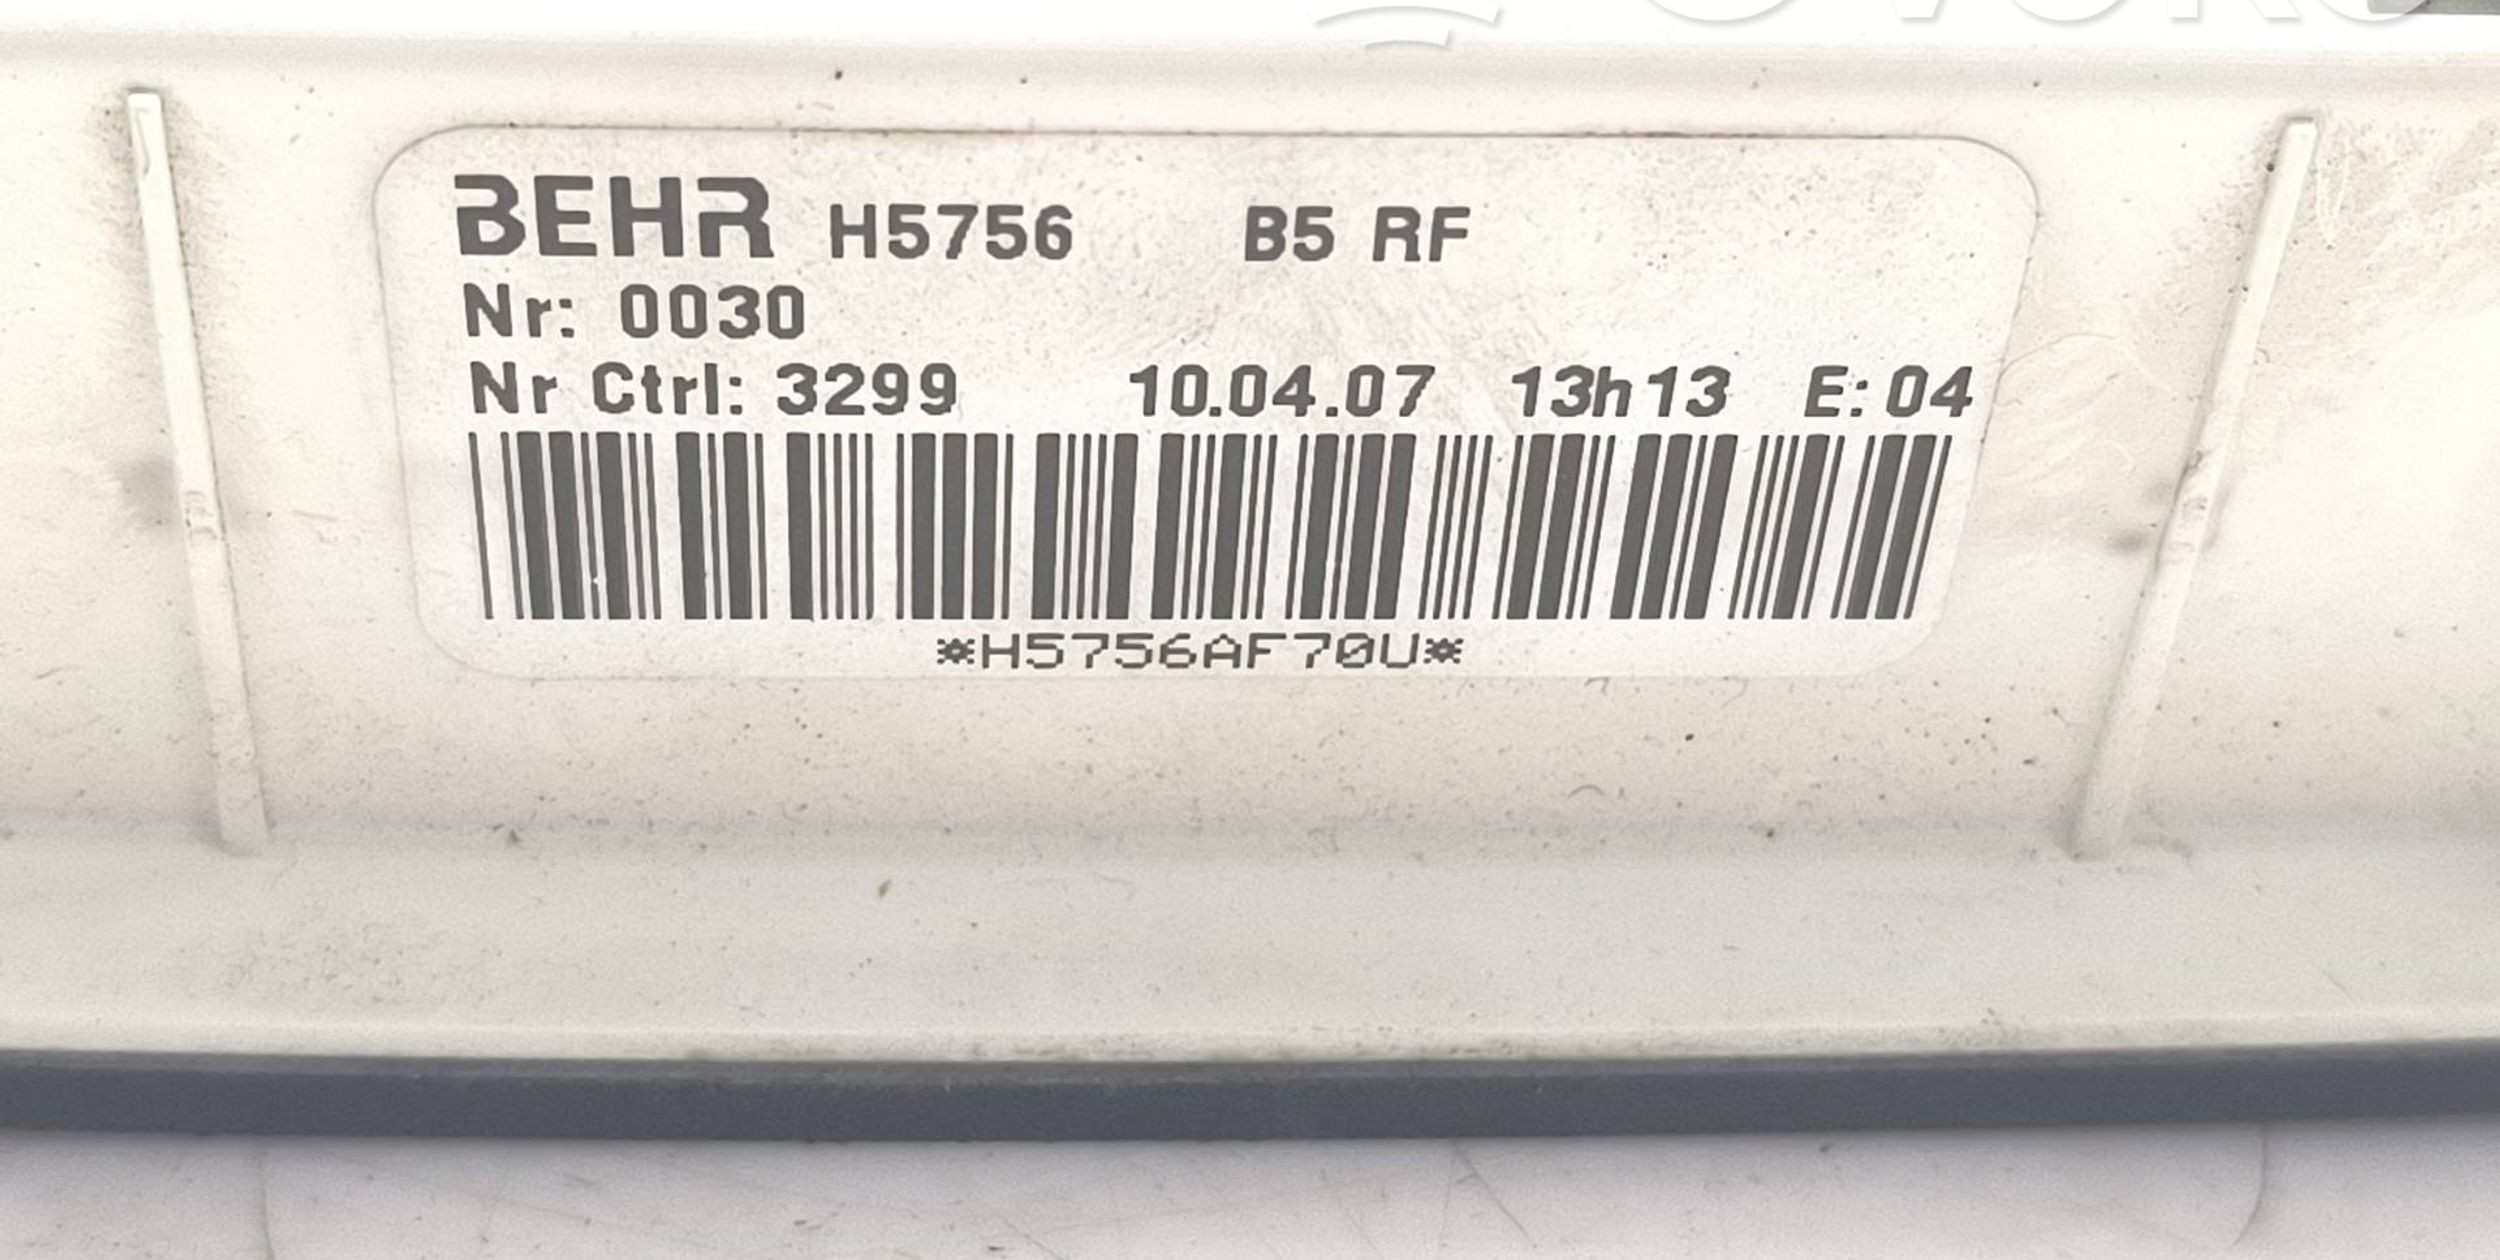 BEHR H5756 B5 RF
Nr: 0030
Nr Ctrl: 3299 10.04.07 13h13 E:04
*H5756AF70U*